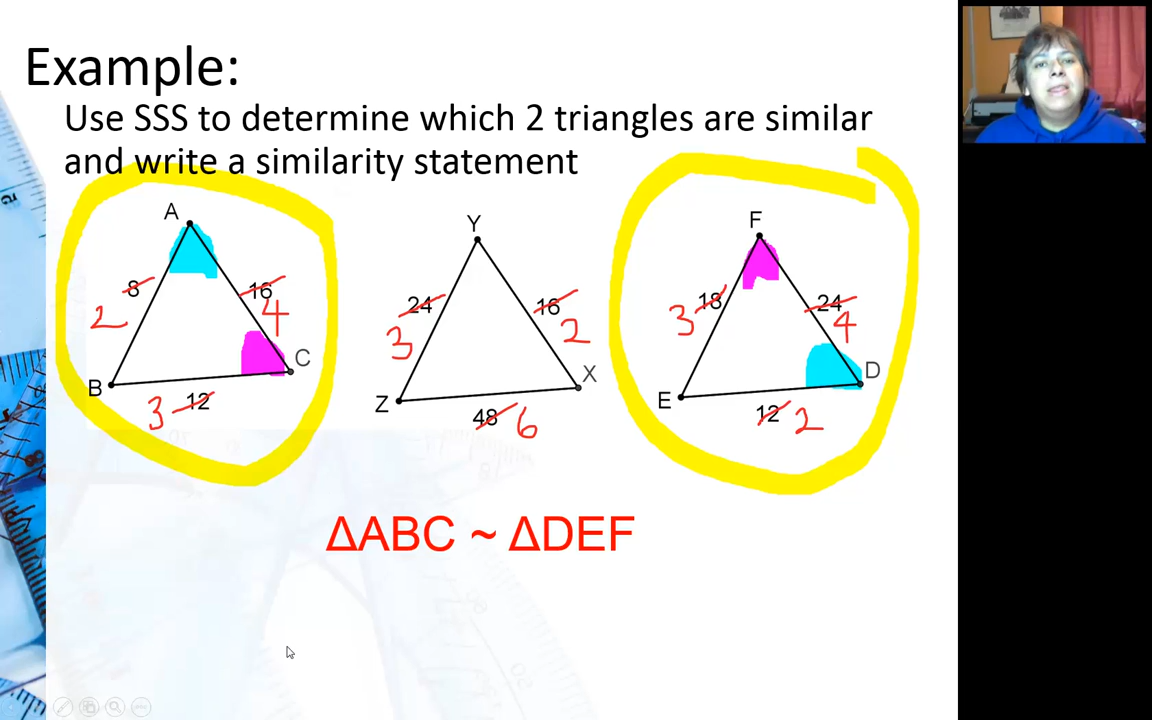 Example:
Use SSS to determine which 2 triangles are similar
and write a similarity statement
A
8
2
16
4
B
C
12
3
Y
24
3
16
2
Z
X
48
6
F
18
3
24
4
E
D
12
2
ΔABC ~ ΔDEF